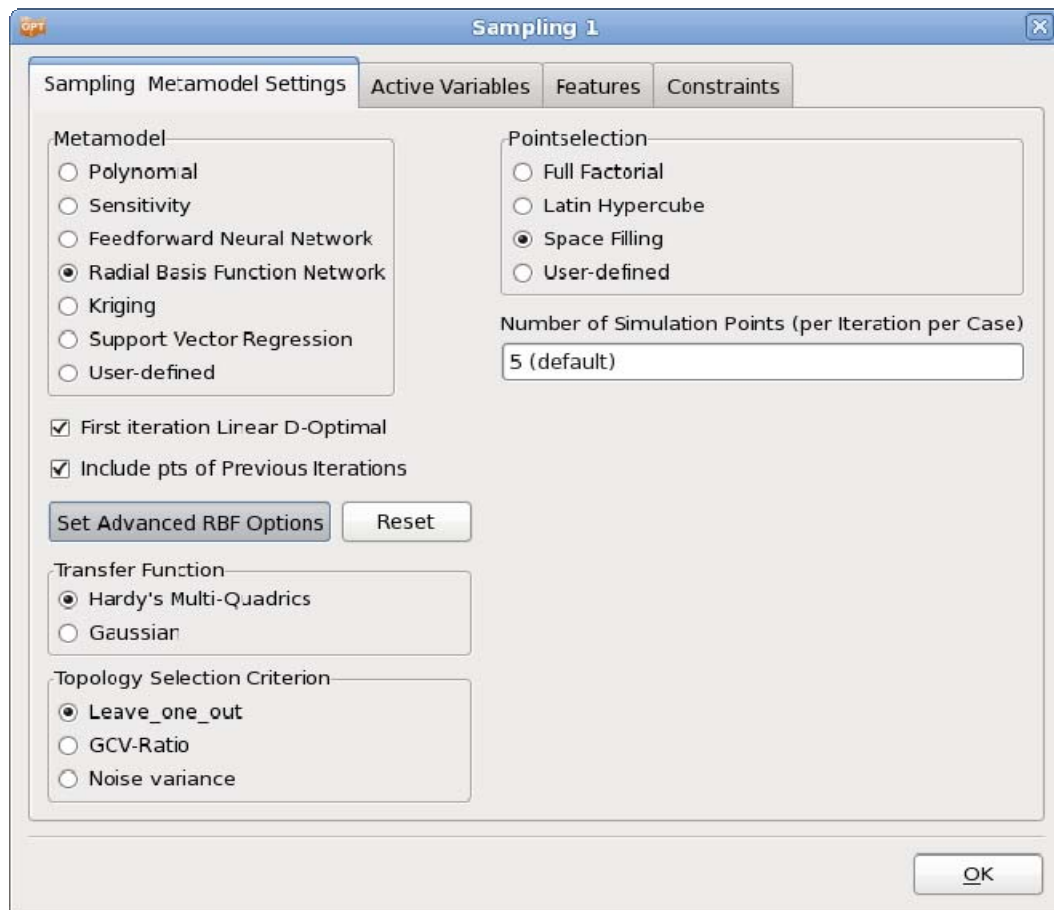 OPT
Sampling 1
Sampling Metamodel Settings
Active Variables
Features
Constraints
Metamodel
Polynomial
Sensitivity
Feedforward Neural Network
Radial Basis Function Network
Kriging
Support Vector Regression
User-defined
First iteration Linear D-Optimal
Include pts of Previous Iterations
Set Advanced RBF Options
Reset
Transfer Function
Hardy's Multi-Quadrics
Gaussian
Topology Selection Criterion
Leave_one_out
GCV-Ratio
Noise variance
Pointselection
Full Factorial
Latin Hypercube
Space Filling
User-defined
Number of Simulation Points (per Iteration per Case)
5 (default)
OK